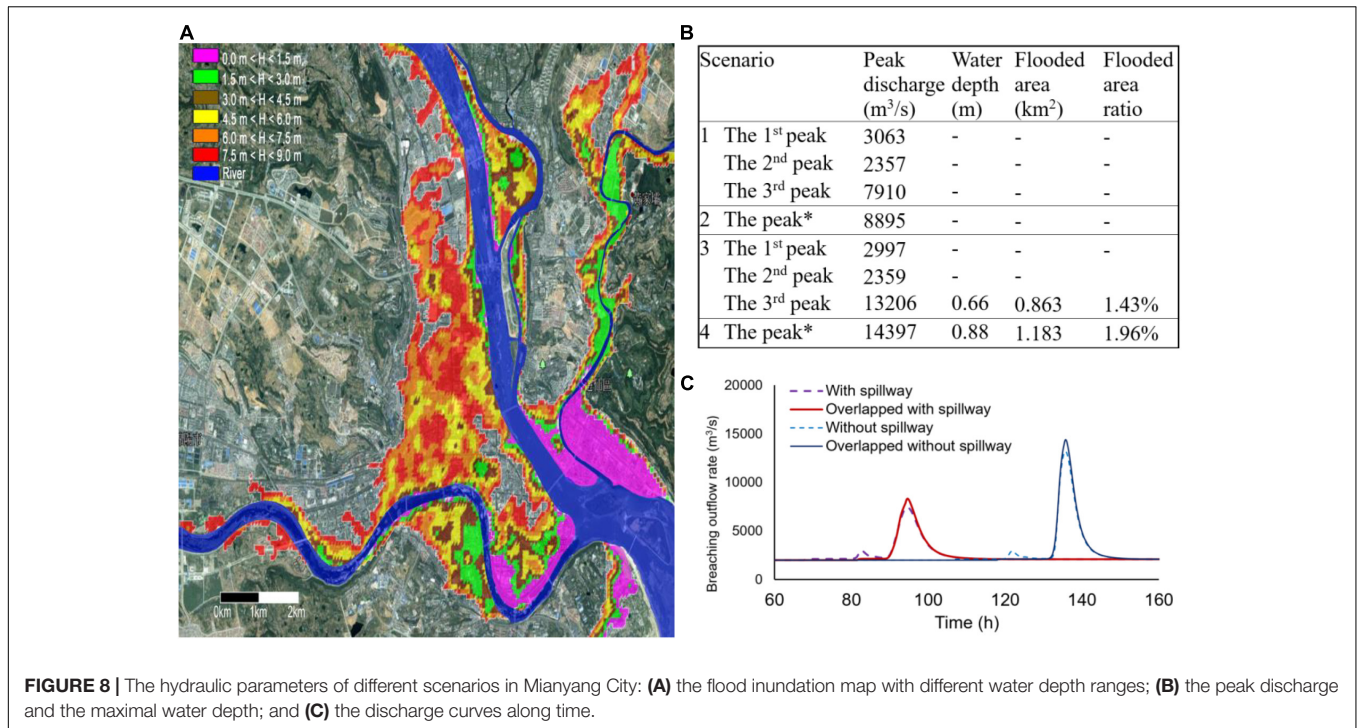 A
0.0 m < H < 1.5 m
1.5 m < H < 3.0 m
3.0 m < H < 4.5 m
4.5 m < H < 6.0 m
6.0 m < H < 7.5 m
7.5 m < H < 9.0 m
River
0km 1km 2km
B
Scenario Peak discharge (m³/s) Water depth (m) Flooded area (km²) Flooded area ratio
1 The 1st peak 3063 - - -
The 2nd peak 2357 - - -
The 3rd peak 7910 - - -
2 The peak* 8895 - - -
3 The 1st peak 2997 - - -
The 2nd peak 2359 - -
The 3rd peak 13206 0.66 0.863 1.43%
4 The peak* 14397 0.88 1.183 1.96%
C
20000
15000
10000
5000
0
Breaching outflow rate (m³/s)
With spillway
Overlapped with spillway
Without spillway
Overlapped without spillway
60 80 100 120 140 160
Time (h)
FIGURE 8 | The hydraulic parameters of different scenarios in Mianyang City: (A) the flood inundation map with different water depth ranges; (B) the peak discharge
and the maximal water depth; and (C) the discharge curves along time.